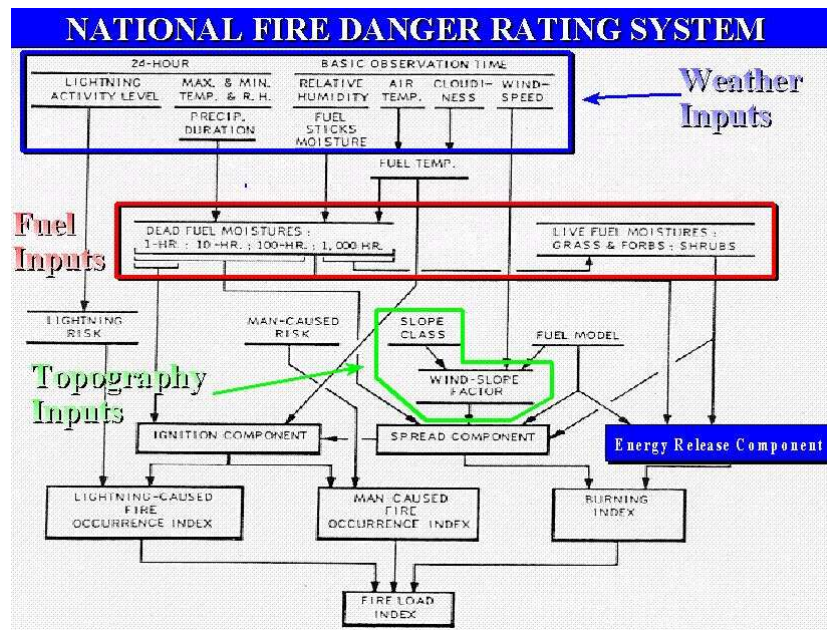 NATIONAL FIRE DANGER RATING SYSTEM
24-HOUR
BASIC OBSERVATION TIME
LIGHTNING
ACTIVITY LEVEL
MAX. & MIN.
TEMP. & R.H.
RELATIVE
HUMIDITY
AIR
TEMP.
CLOUDI-
NESS
WIND-
SPEED
Weather
Inputs
PRECIP.
DURATION
FUEL
STICKS
MOISTURE
FUEL TEMP.
Fuel
Inputs
DEAD FUEL MOISTURES :
1-HR. ; 10-HR. ; 100-HR. ; 1,000 HR.
LIVE FUEL MOISTURES :
GRASS & FORBS ; SHRUBS
LIGHTNING
RISK
MAN-CAUSED
RISK
SLOPE
CLASS
FUEL MODEL
Topography
Inputs
WIND-SLOPE
FACTOR
IGNITION COMPONENT
SPREAD COMPONENT
Energy Release Component
LIGHTNING-CAUSED
FIRE
OCCURRENCE INDEX
MAN-CAUSED
FIRE
OCCURRENCE INDEX
BURNING
INDEX
FIRE LOAD
INDEX